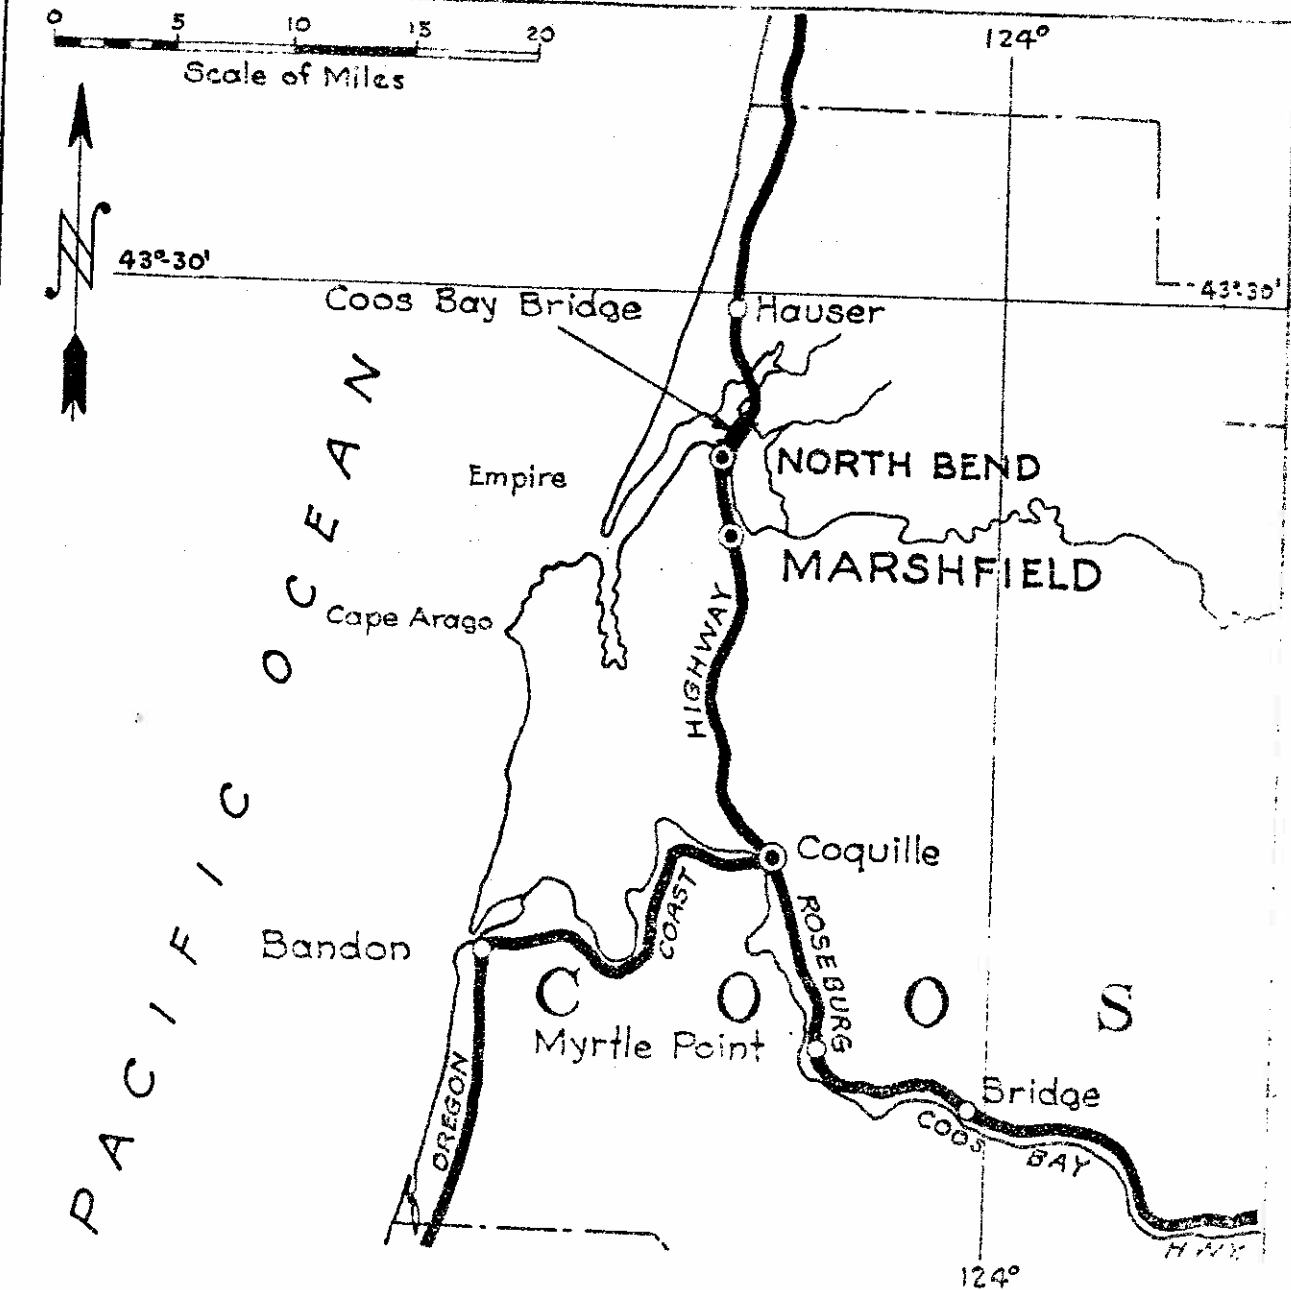 0 5 10 15 20
Scale of Miles
124°
N
43°-30'
43°30'
Coos Bay Bridge
Hauser
NORTH BEND
Empire
MARSHFIELD
Cape Arago
PACIFIC OCEAN
HIGHWAY
Coquille
COAST
ROSEBURG
Bandon
COOS
Myrtle Point
OREGON
Bridge
COOS BAY HWY
124°